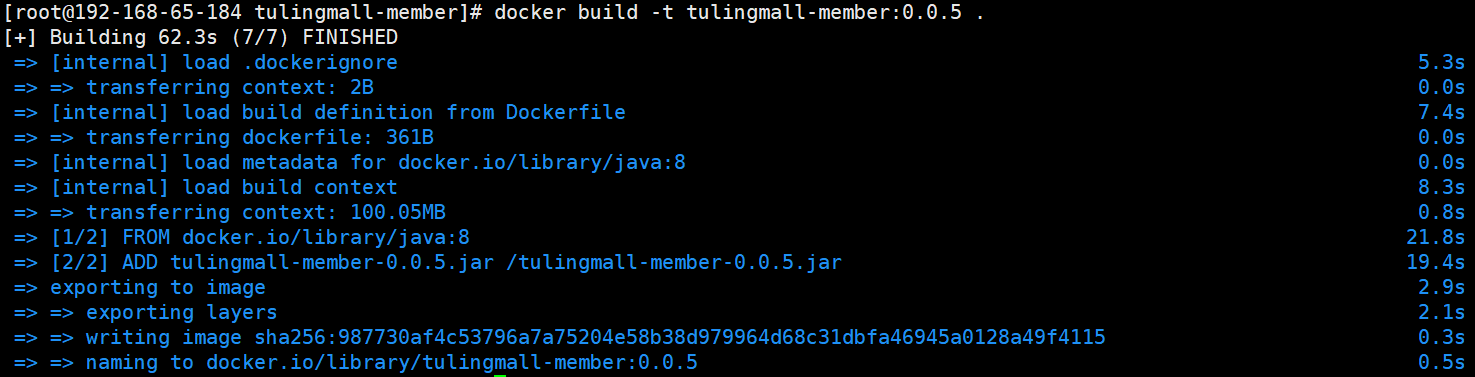 [root@192-168-65-184 tulingmall-member]# docker build -t tulingmall-member:0.0.5 .
[+] Building 62.3s (7/7) FINISHED
=> [internal] load .dockerignore 5.3s
=> => transferring context: 2B 0.0s
=> [internal] load build definition from Dockerfile 7.4s
=> => transferring dockerfile: 361B 0.0s
=> [internal] load metadata for docker.io/library/java:8 0.0s
=> [internal] load build context 8.3s
=> => transferring context: 100.05MB 0.8s
=> [1/2] FROM docker.io/library/java:8 21.8s
=> [2/2] ADD tulingmall-member-0.0.5.jar /tulingmall-member-0.0.5.jar 19.4s
=> exporting to image 2.9s
=> => exporting layers 2.1s
=> => writing image sha256:987730af4c53796a7a75204e58b38d979964d68c31dbfa46945a0128a49f4115 0.3s
=> => naming to docker.io/library/tulingmall-member:0.0.5 0.5s